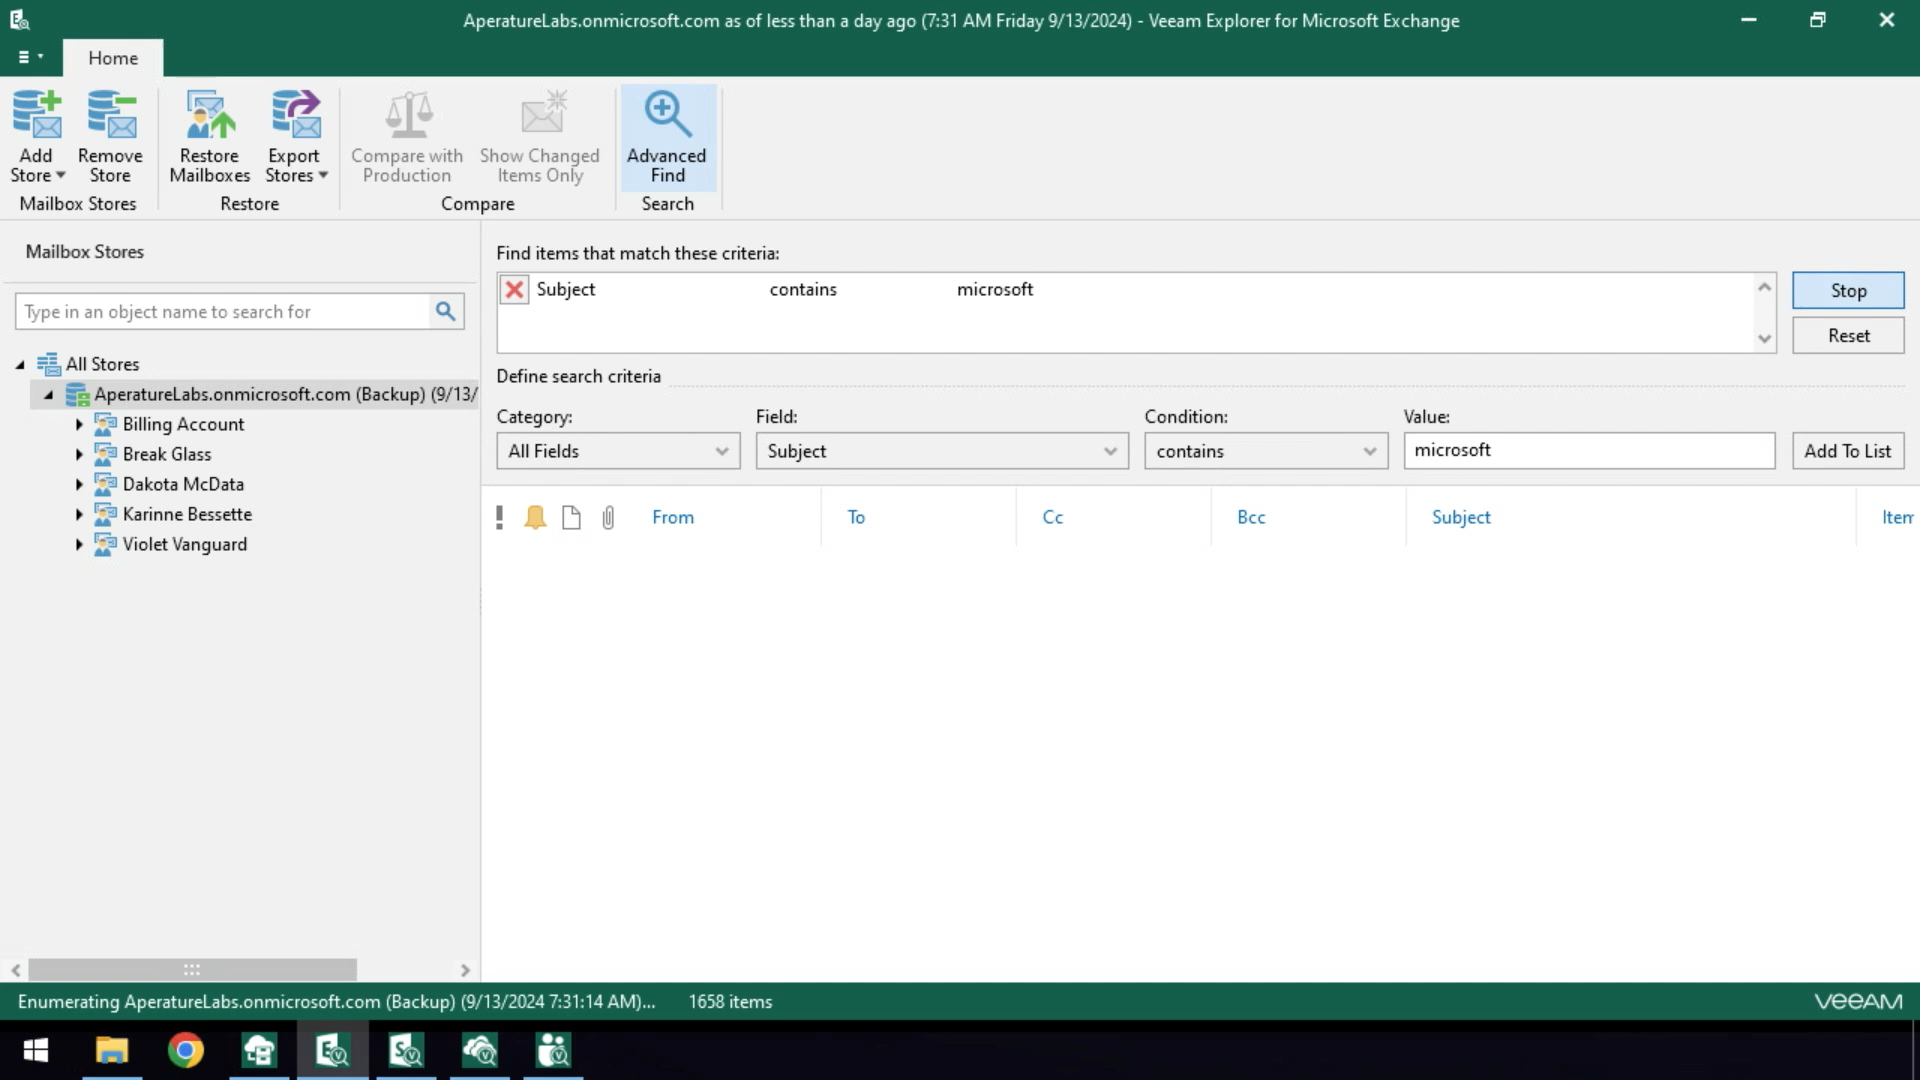 AperatureLabs.onmicrosoft.com as of less than a day ago (7:31 AM Friday 9/13/2024) - Veeam Explorer for Microsoft Exchange
Home
Add Store
Remove Store
Mailbox Stores
Restore Mailboxes
Export Stores
Restore
Compare with Production
Show Changed Items Only
Compare
Advanced Find
Search
Mailbox Stores
Type in an object name to search for
All Stores
AperatureLabs.onmicrosoft.com (Backup) (9/13/
Billing Account
Break Glass
Dakota McData
Karinne Bessette
Violet Vanguard
Find items that match these criteria:
Subject contains microsoft
Stop
Reset
Define search criteria
Category: Field: Condition: Value:
All Fields Subject contains microsoft Add To List
From To Cc Bcc Subject Item
Enumerating AperatureLabs.onmicrosoft.com (Backup) (9/13/2024 7:31:14 AM)... 1658 items
VEEAM